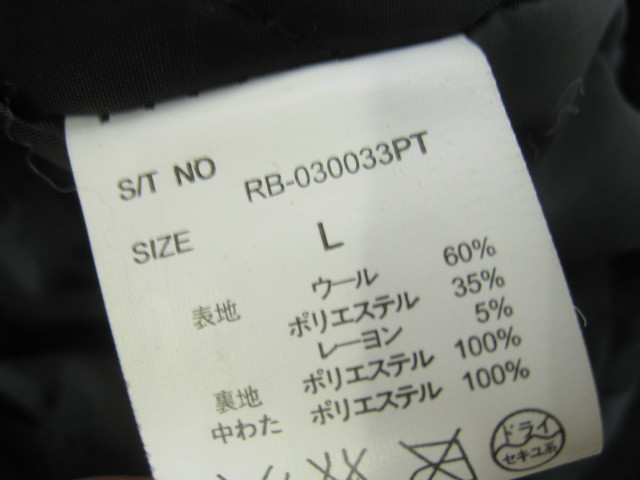 S/T NO RB-030033PT
SIZE L
表地 ウール 60%
ポリエステル 35%
レーヨン 5%
裏地 ポリエステル 100%
中わた ポリエステル 100%
ドライ
セキユ系